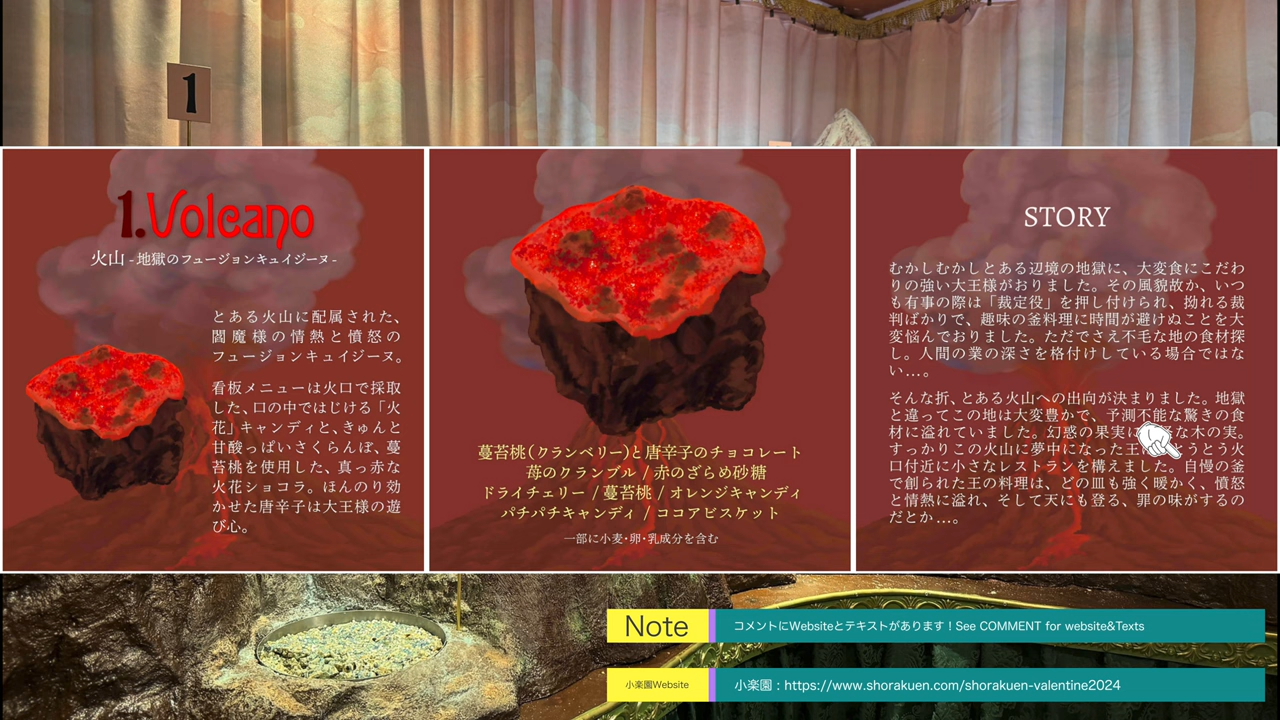 1
1.Volcano
火山 - 地獄のフュージョンキュイジーヌ -
とある火山に配属された、
閻魔様の情熱と憤怒の
フュージョンキュイジーヌ。
看板メニューは火口で採取
した、口の中ではじける「火
花」キャンディと、きゅんと
甘酸っぱいさくらんぼ、蔓
苔桃を使用した、真っ赤な
火花ショコラ。ほんのり効
かせた唐辛子は大王様の遊
び心。
蔓苔桃(クランベリー)と唐辛子のチョコレート
苺のクランブル / 赤のざらめ砂糖
ドライチェリー / 蔓苔桃 / オレンジキャンディ
パチパチキャンディ / ココアビスケット
一部に小麦・卵・乳成分を含む
STORY
むかしむかしとある辺境の地獄に、大変食にこだわ
りの強い大王様がおりました。その風貌故か、いつ
も有事の際は「裁定役」を押し付けられ、拗れる裁
判ばかりで、趣味の釜料理に時間が避けぬことを大
変悩んでおりました。ただでさえ不毛な地の食材探
し。人間の業の深さを格付けしている場合ではな
い…。
そんな折、とある火山への出向が決まりました。地獄
と違ってこの地は大変豊かで、予測不能な驚きの食
材に溢れていました。幻惑の果実に な木の実。
すっかりこの火山に夢中になった王は うとう火
口付近に小さなレストランを構えました。自慢の釜
で創られた王の料理は、どの皿も強く暖かく、憤怒
と情熱に溢れ、そして天にも登る、罪の味がするの
だとか…。
Note
コメントにWebsiteとテキストがあります！See COMMENT for website&Texts
小楽園Website
小楽園 : https://www.shorakuen.com/shorakuen-valentine2024